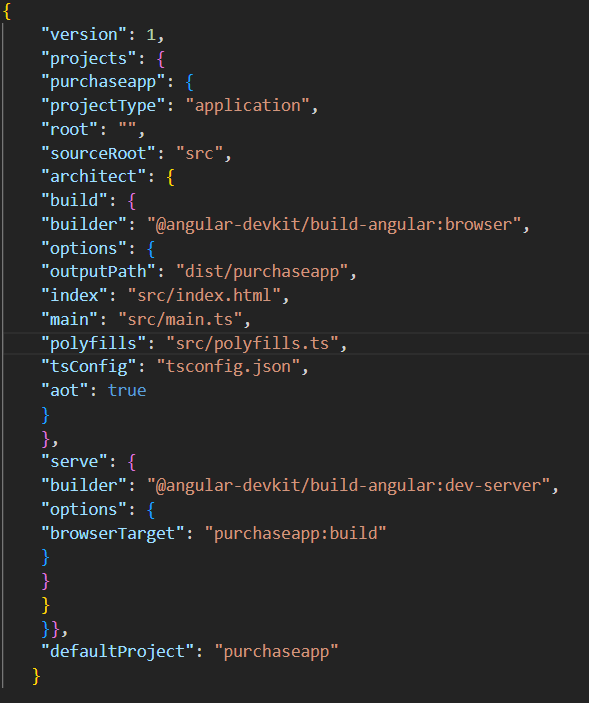 {
"version": 1,
"projects": {
"purchaseapp": {
"projectType": "application",
"root": "",
"sourceRoot": "src",
"architect": {
"build": {
"builder": "@angular-devkit/build-angular:browser",
"options": {
"outputPath": "dist/purchaseapp",
"index": "src/index.html",
"main": "src/main.ts",
"polyfills": "src/polyfills.ts",
"tsConfig": "tsconfig.json",
"aot": true
}
},
"serve": {
"builder": "@angular-devkit/build-angular:dev-server",
"options": {
"browserTarget": "purchaseapp:build"
}
}
}
}},
"defaultProject": "purchaseapp"
}